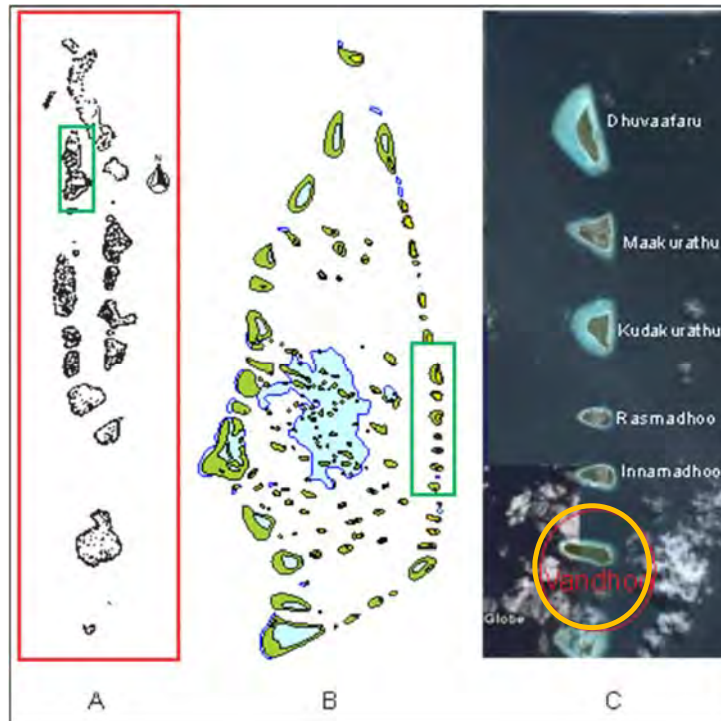 N
Dhuvaafaru
Maakurathu
Kudakurathu
Rasmadhoo
Innamadhoo
Vandhoo
Globe
A
B
C